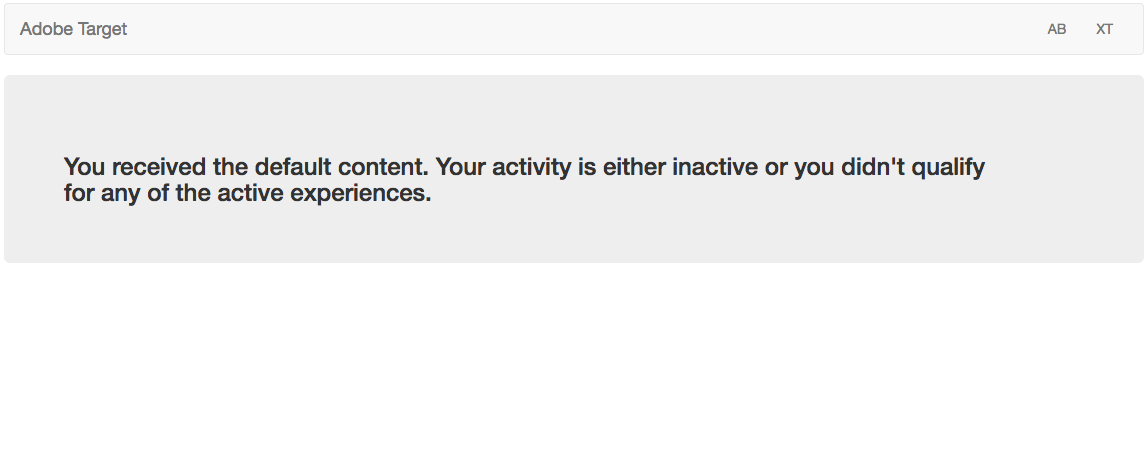 Adobe Target
AB
XT
You received the default content. Your activity is either inactive or you didn't qualify
for any of the active experiences.